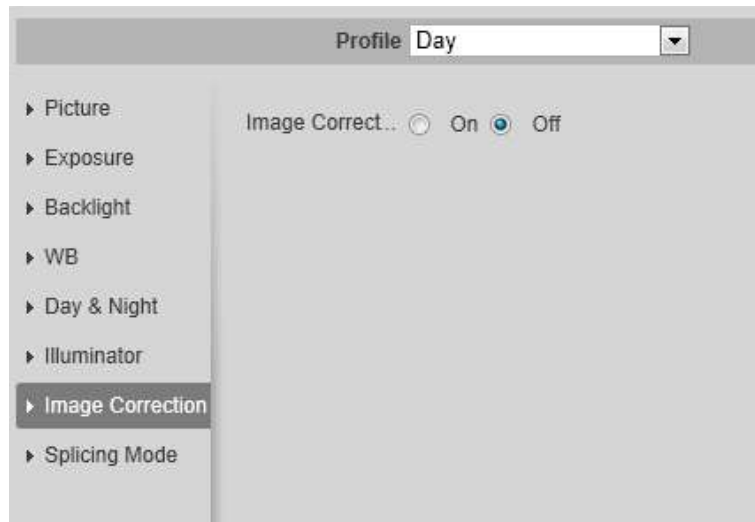 Profile Day
Picture
Image Correct.. On Off
Exposure
Backlight
WB
Day & Night
Illuminator
Image Correction
Splicing Mode